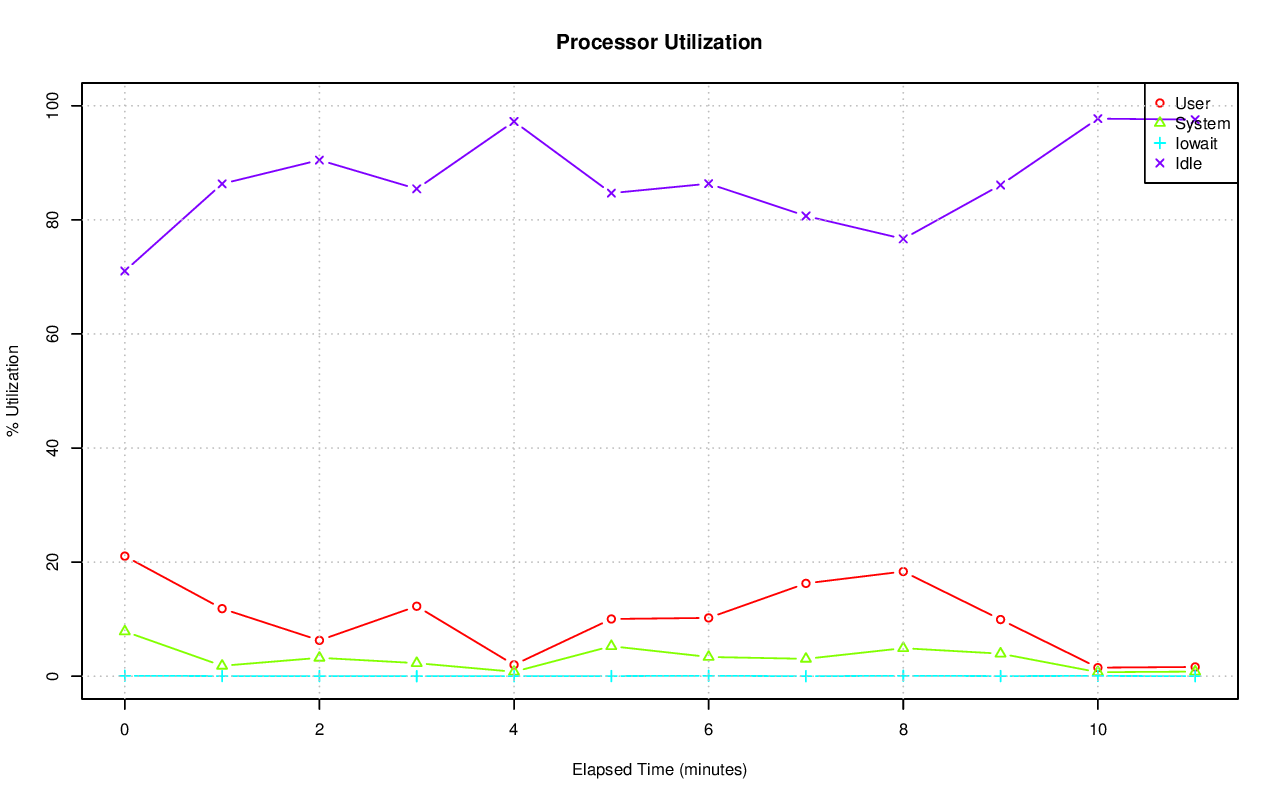 Processor Utilization
User
System
Iowait
Idle
100
80
60
40
20
0
% Utilization
0 2 4 6 8 10
Elapsed Time (minutes)